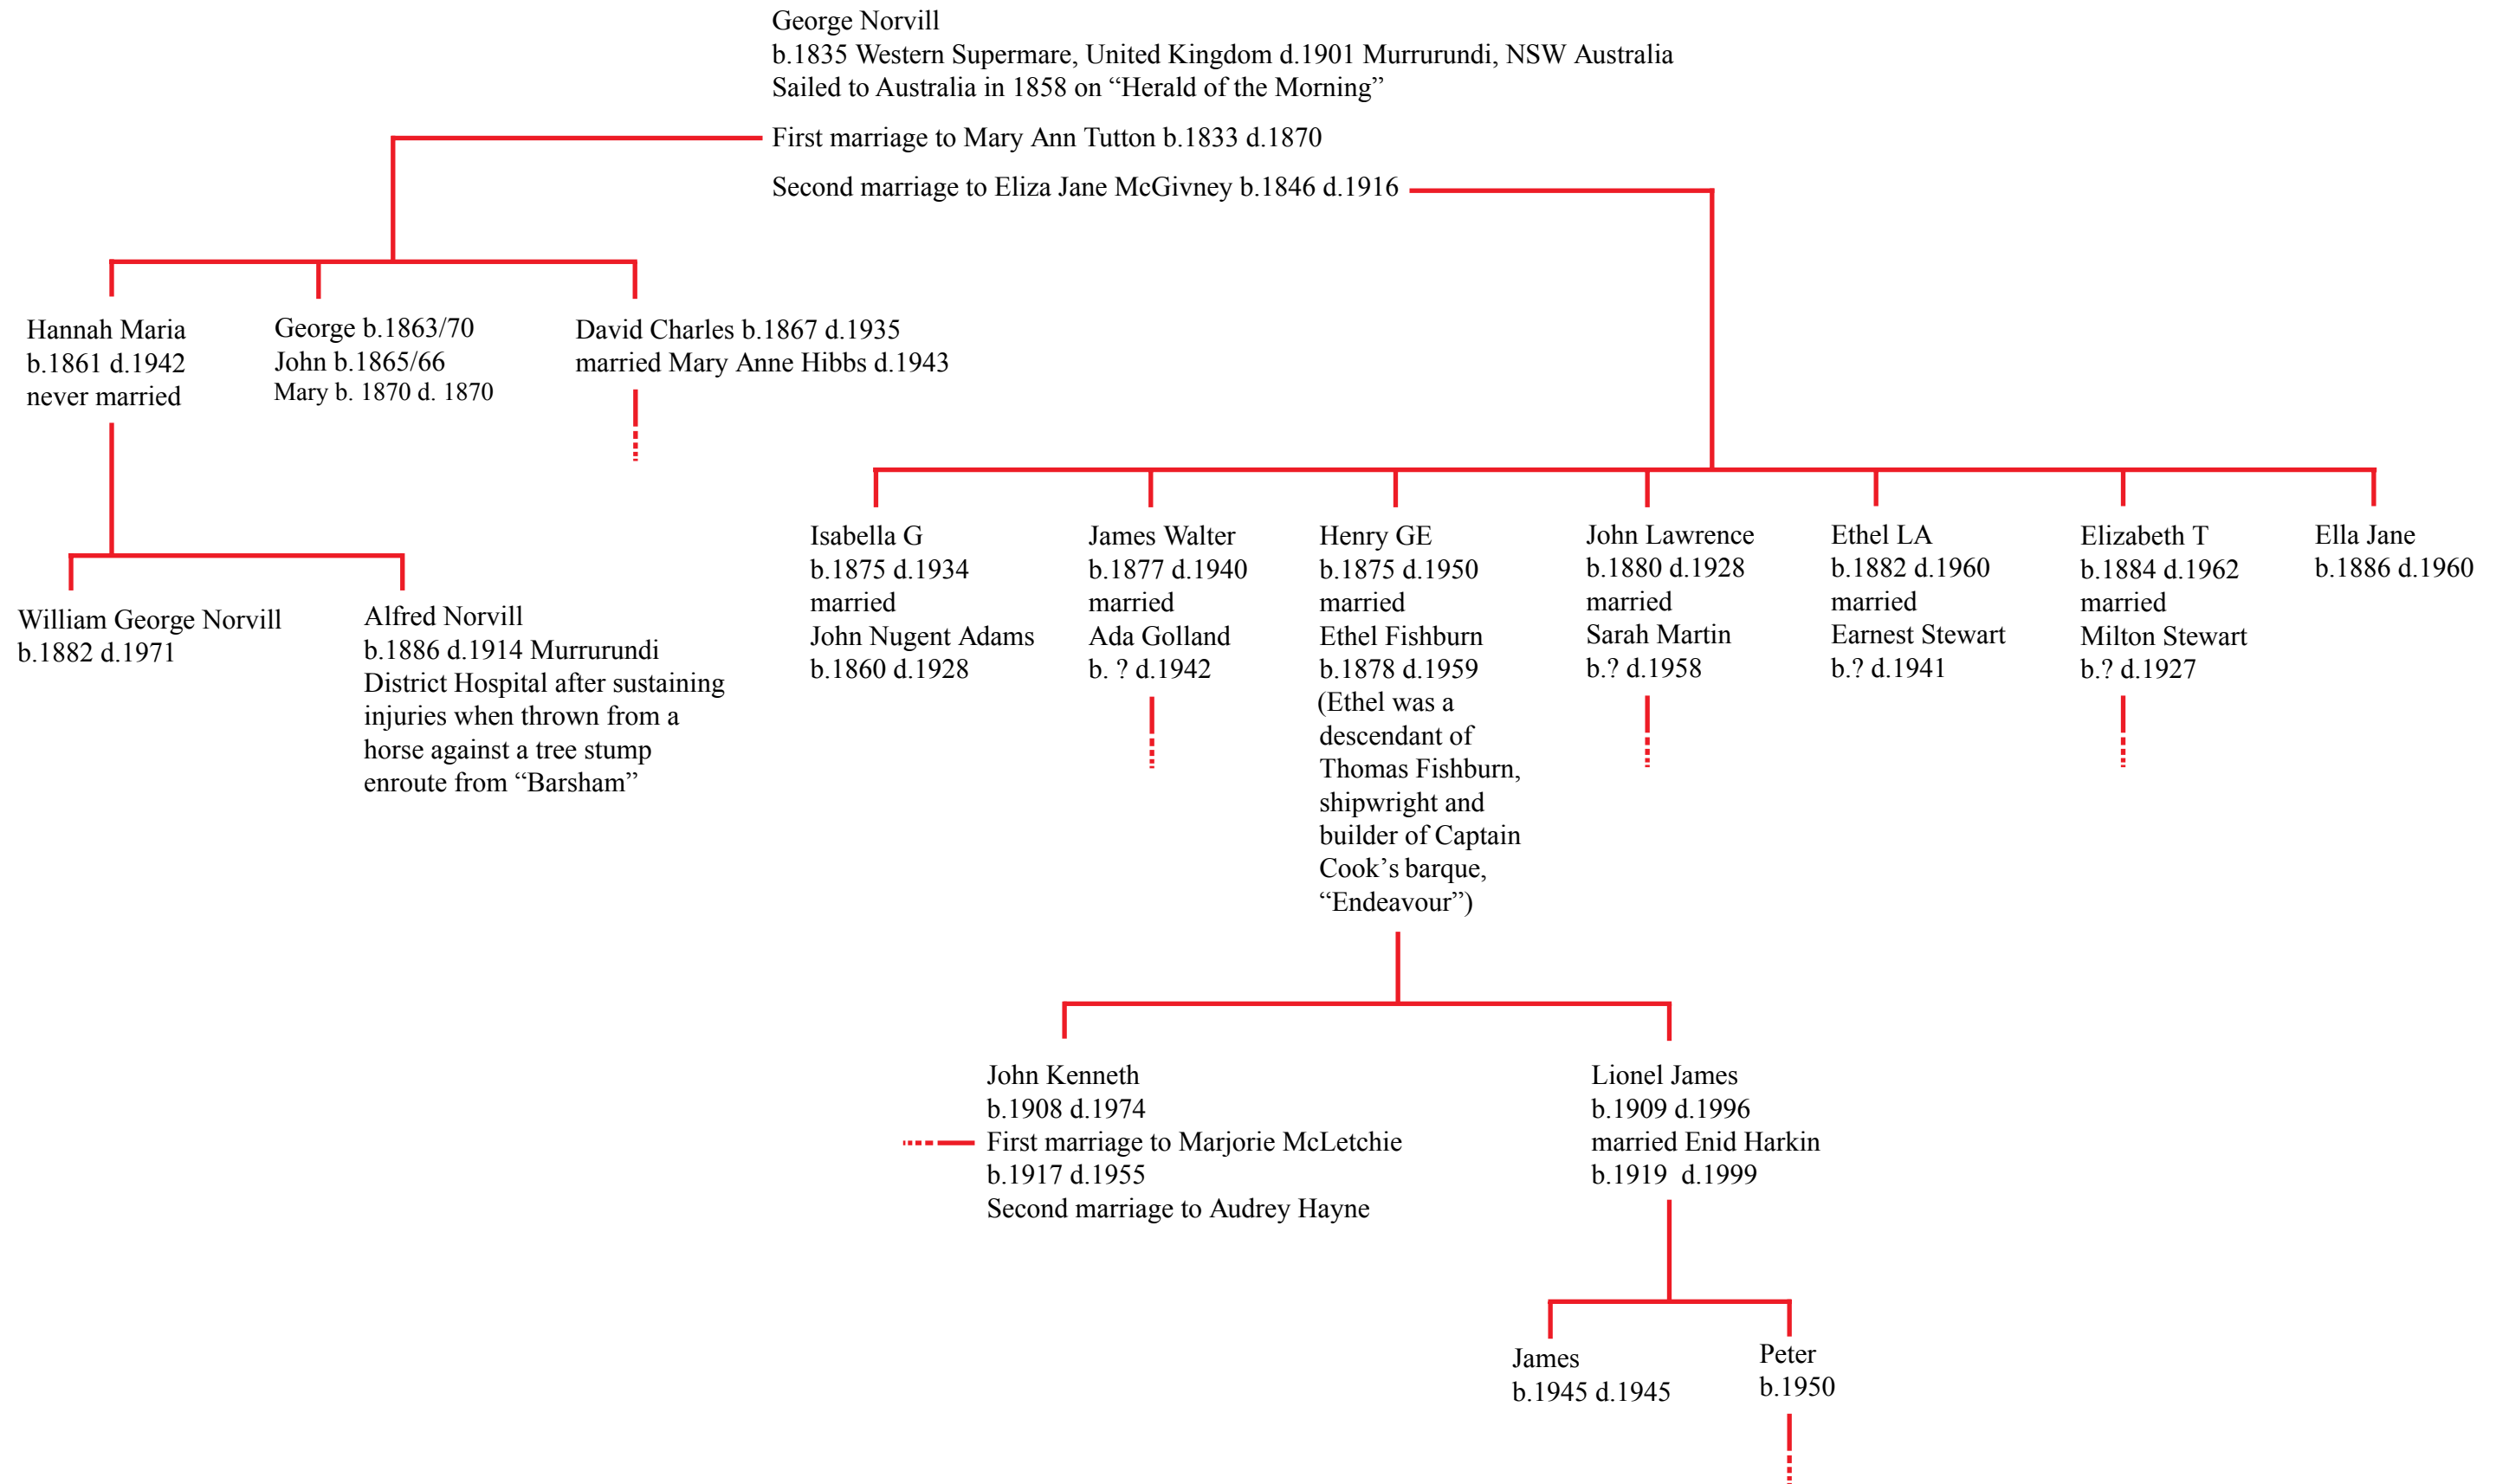 George Norvill
b.1835 Western Supermare, United Kingdom d.1901 Murrurundi, NSW Australia
Sailed to Australia in 1858 on “Herald of the Morning”
First marriage to Mary Ann Tutton b.1833 d.1870
Second marriage to Eliza Jane McGivney b.1846 d.1916
Hannah Maria
b.1861 d.1942
never married
George b.1863/70
John b.1865/66
Mary b. 1870 d. 1870
David Charles b.1867 d.1935
married Mary Anne Hibbs d.1943
William George Norvill
b.1882 d.1971
Alfred Norvill
b.1886 d.1914 Murrurundi
District Hospital after sustaining
injuries when thrown from a
horse against a tree stump
enroute from “Barsham”
Isabella G
b.1875 d.1934
married
John Nugent Adams
b.1860 d.1928
James Walter
b.1877 d.1940
married
Ada Golland
b. ? d.1942
Henry GE
b.1875 d.1950
married
Ethel Fishburn
b.1878 d.1959
(Ethel was a
descendant of
Thomas Fishburn,
shipwright and
builder of Captain
Cook’s barque,
“Endeavour”)
John Lawrence
b.1880 d.1928
married
Sarah Martin
b.? d.1958
Ethel LA
b.1882 d.1960
married
Earnest Stewart
b.? d.1941
Elizabeth T
b.1884 d.1962
married
Milton Stewart
b.? d.1927
Ella Jane
b.1886 d.1960
John Kenneth
b.1908 d.1974
First marriage to Marjorie McLetchie
b.1917 d.1955
Second marriage to Audrey Hayne
Lionel James
b.1909 d.1996
married Enid Harkin
b.1919 d.1999
James
b.1945 d.1945
Peter
b.1950